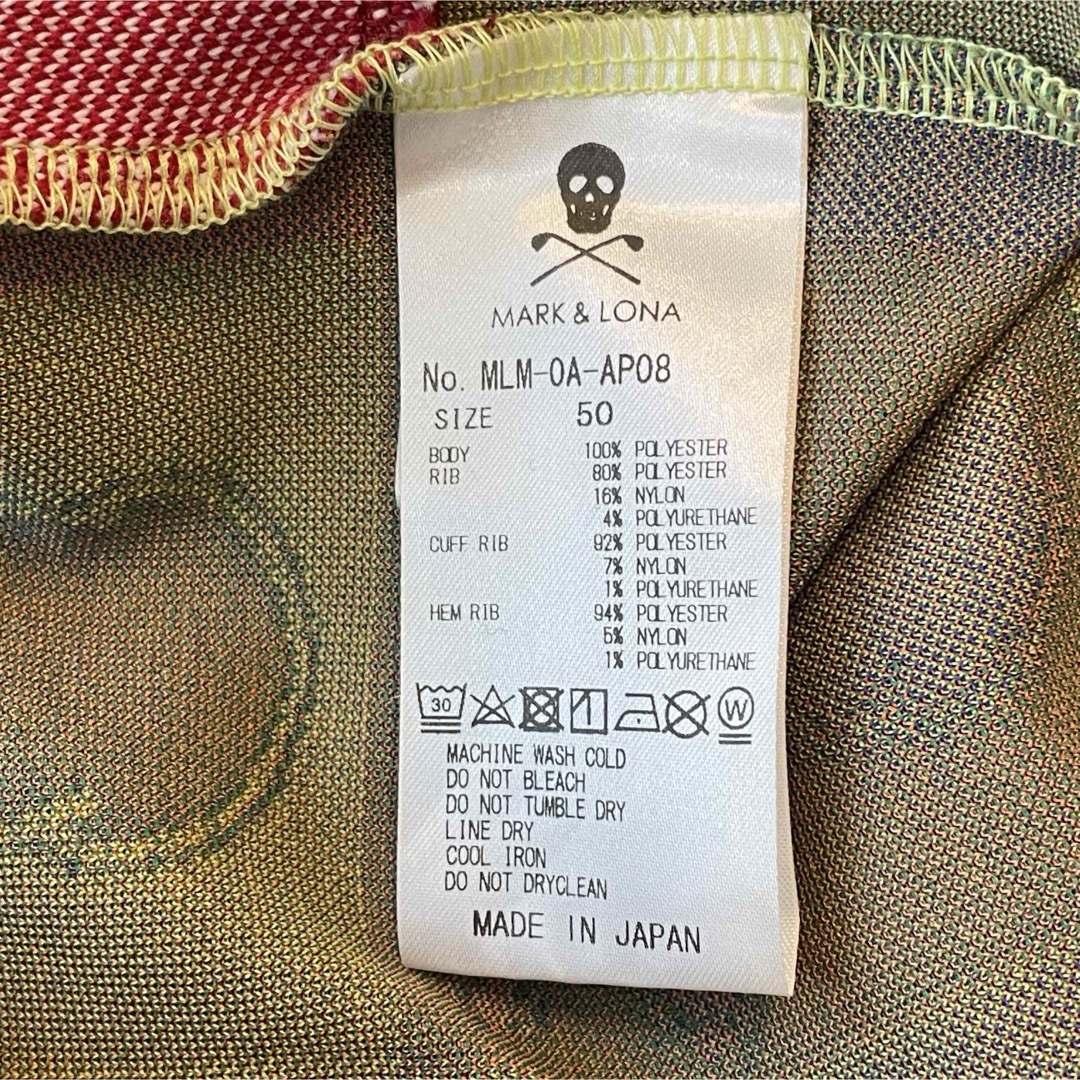 MARK & LONA
No. MLM-0A-AP08
SIZE 50
BODY 100% POLYESTER
RIB 80% POLYESTER
16% NYLON
4% POLYURETHANE
CUFF RIB 92% POLYESTER
7% NYLON
1% POLYURETHANE
HEM RIB 94% POLYESTER
5% NYLON
1% POLYURETHANE
30 W
MACHINE WASH COLD
DO NOT BLEACH
DO NOT TUMBLE DRY
LINE DRY
COOL IRON
DO NOT DRYCLEAN
MADE IN JAPAN